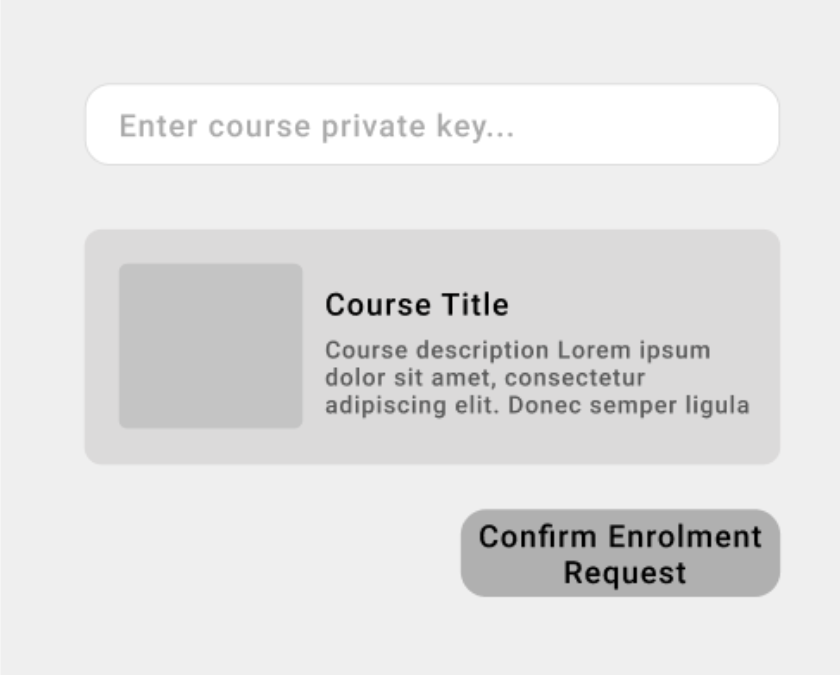 Enter course private key...
Course Title
Course description Lorem ipsum
dolor sit amet, consectetur
adipiscing elit. Donec semper ligula
Confirm Enrolment
Request